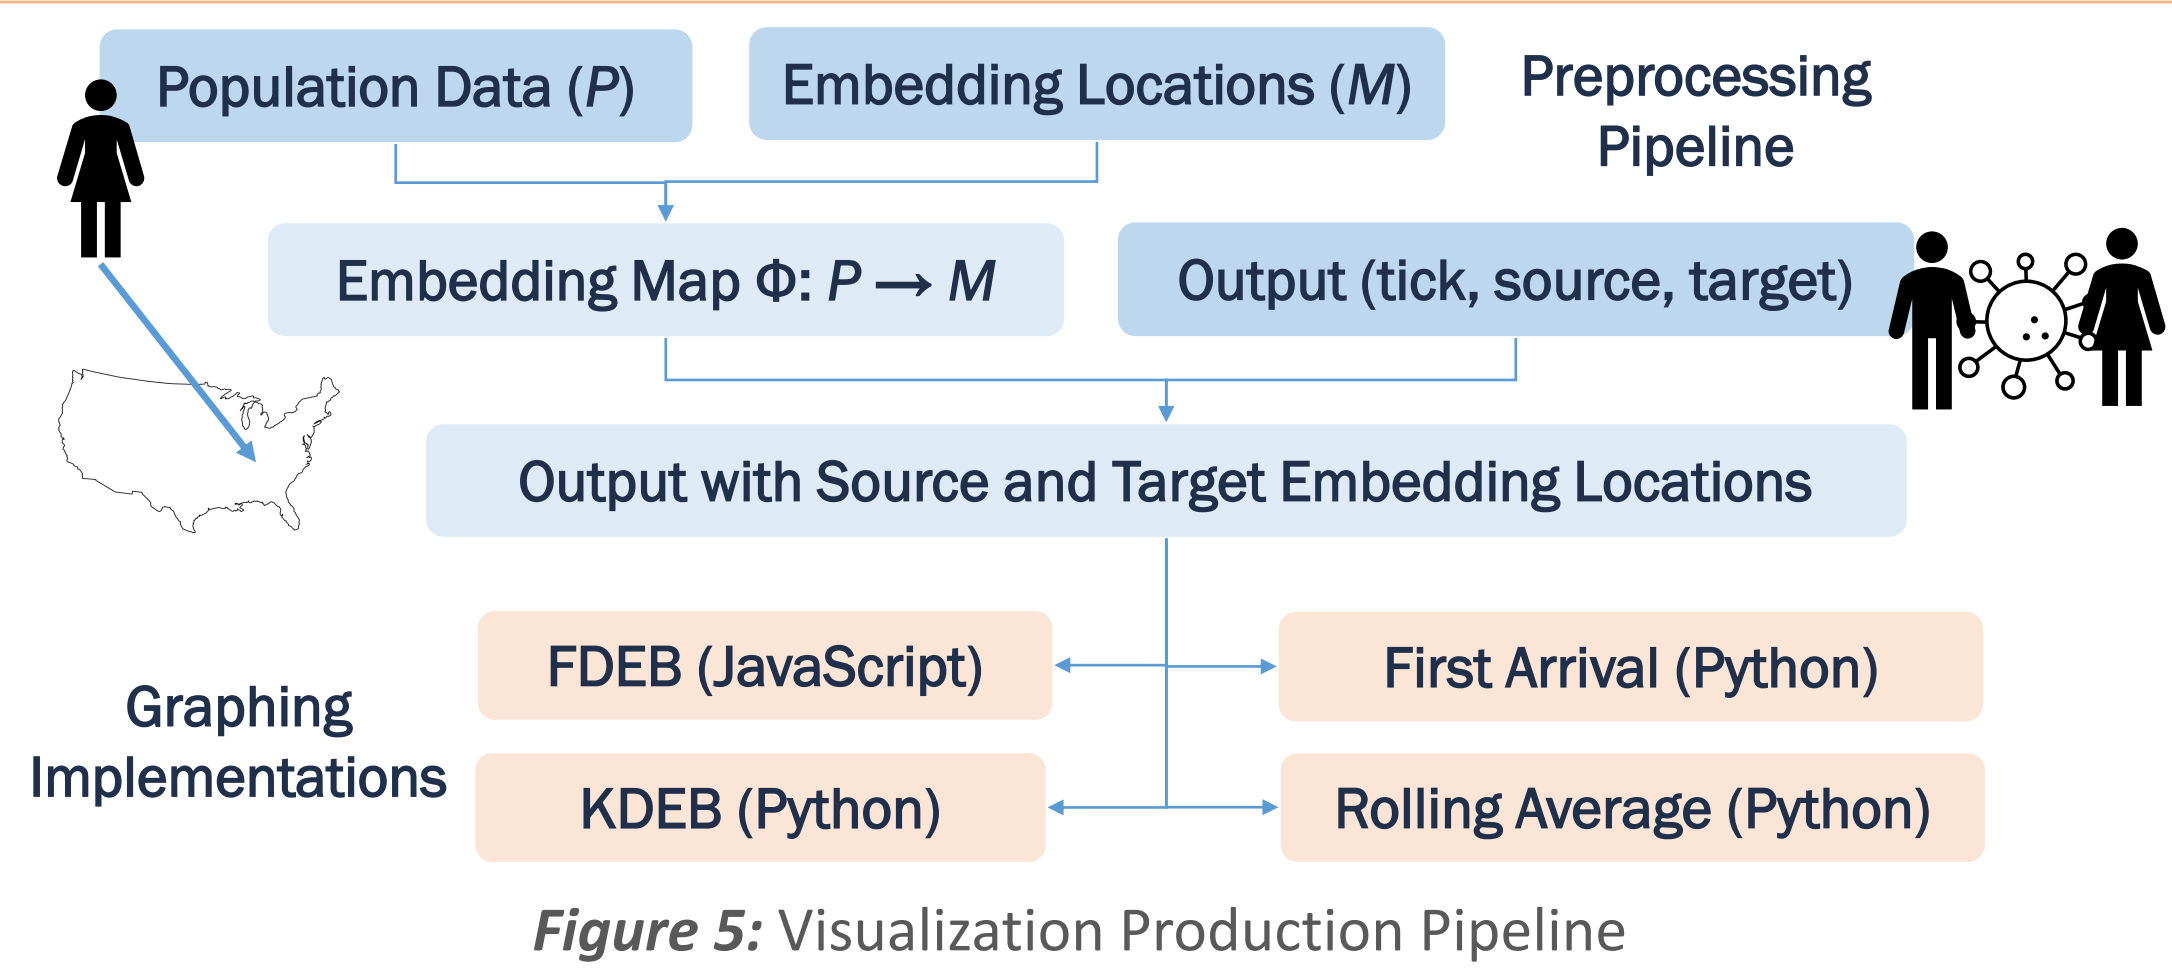 Population Data (P)
Embedding Locations (M)
Preprocessing
Pipeline
Embedding Map Φ: P → M
Output (tick, source, target)
Output with Source and Target Embedding Locations
Graphing
Implementations
FDEB (JavaScript)
First Arrival (Python)
KDEB (Python)
Rolling Average (Python)
Figure 5: Visualization Production Pipeline